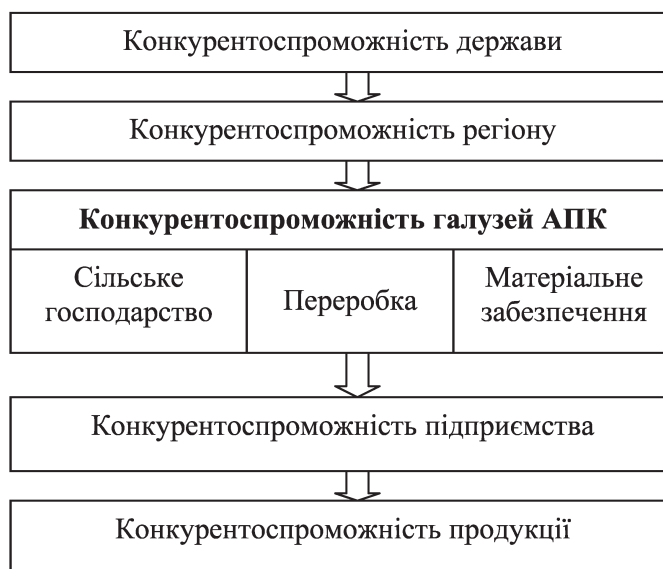 Конкурентоспроможність держави
Конкурентоспроможність регіону
Конкурентоспроможність галузей АПК
Сільське
господарство
Переробка
Матеріальне
забезпечення
Конкурентоспроможність підприємства
Конкурентоспроможність продукції